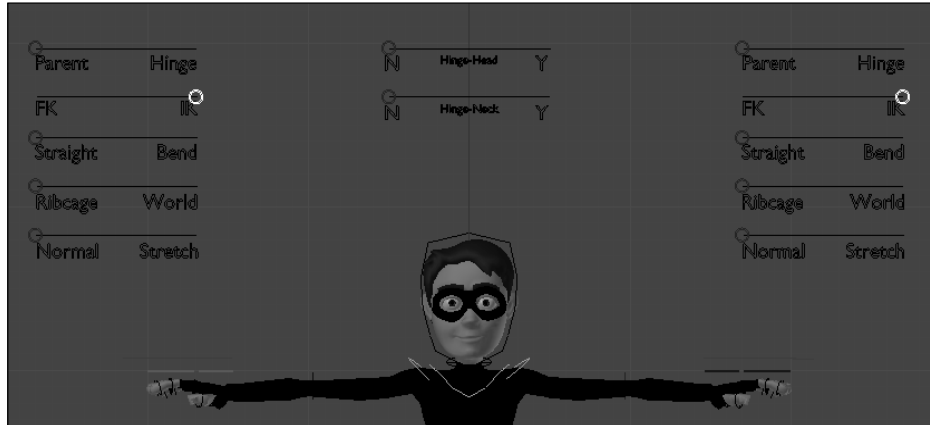 Parent Hinge
N Hinge-Head Y
Parent Hinge
FK IK
N Hinge-Neck Y
FK IK
Straight Bend
Straight Bend
Ribcage World
Ribcage World
Normal Stretch
Normal Stretch